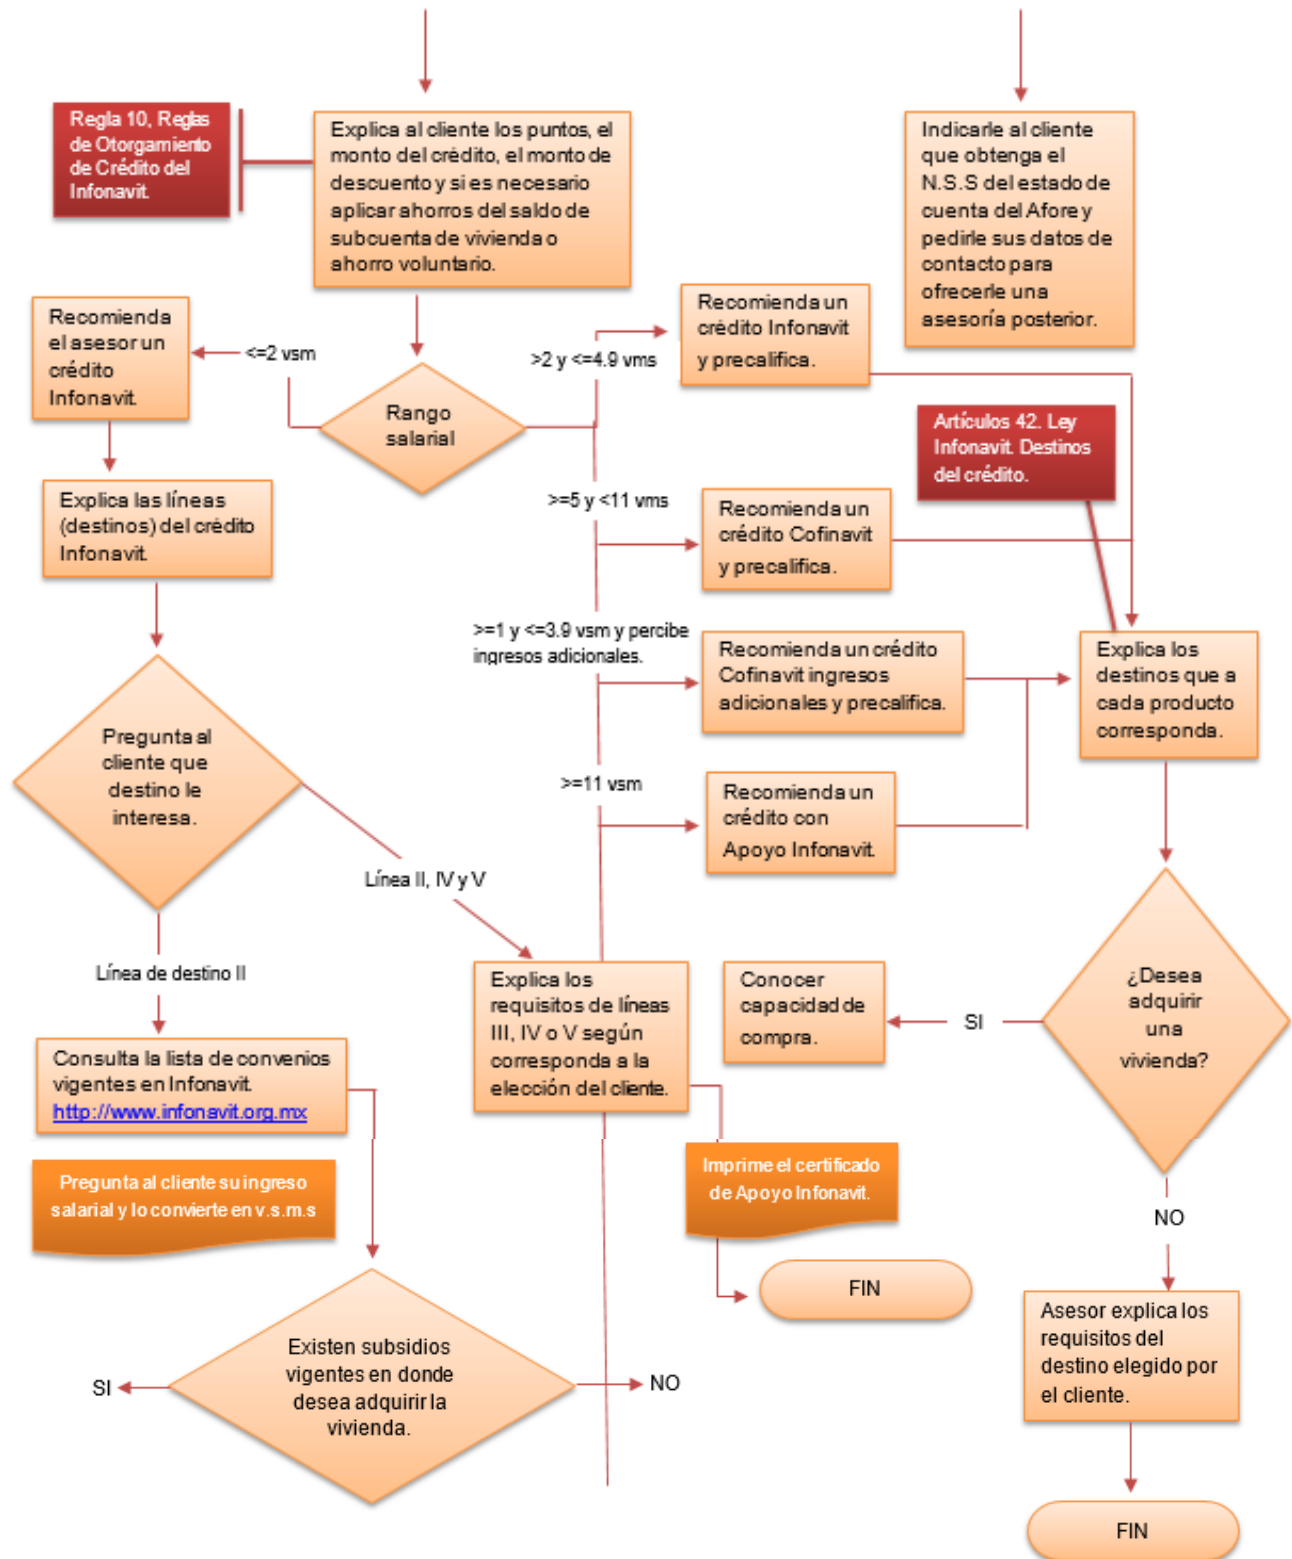 Regla 10, Reglas
de Otorgamiento
de Crédito del
Infonavit.
Explica al cliente los puntos, el
monto del crédito, el monto de
descuento y si es necesario
aplicar ahorros del saldo de
subcuenta de vivienda o
ahorro voluntario.
Indicarle al cliente
que obtenga el
N.S.S del estado de
cuenta del Afore y
pedirle sus datos de
contacto para
ofrecerle una
asesoría posterior.
Recomienda
el asesor un
crédito
Infonavit.
<=2 vsm
Rango
salarial
>2 y <=4.9 vms
Recomienda un
crédito Infonavit
y precalifica.
Artículos 42. Ley
Infonavit. Destinos
del crédito.
Explica las líneas
(destinos) del crédito
Infonavit.
>=5 y <11 vms
Recomienda un
crédito Cofinavit
y precalifica.
>=1 y <=3.9 vsm y percibe
ingresos adicionales.
Recomienda un crédito
Cofinavit ingresos
adicionales y precalifica.
Explica los
destinos que a
cada producto
corresponda.
Pregunta al
cliente que
destino le
interesa.
>=11 vsm
Recomienda un
crédito con
Apoyo Infonavit.
Línea II, IV y V
Línea de destino II
Explica los
requisitos de líneas
III, IV o V según
corresponda a la
elección del cliente.
Conocer
capacidad de
compra.
SI
¿Desea
adquirir
una
vivienda?
Consulta la lista de convenios
vigentes en Infonavit.
http://www.infonavit.org.mx
Pregunta al cliente su ingreso
salarial y lo convierte en v.s.m.s
Imprime el certificado
de Apoyo Infonavit.
NO
FIN
Existen subsidios
vigentes en donde
desea adquirir la
vivienda.
SI
NO
Asesor explica los
requisitos del
destino elegido por
el cliente.
FIN